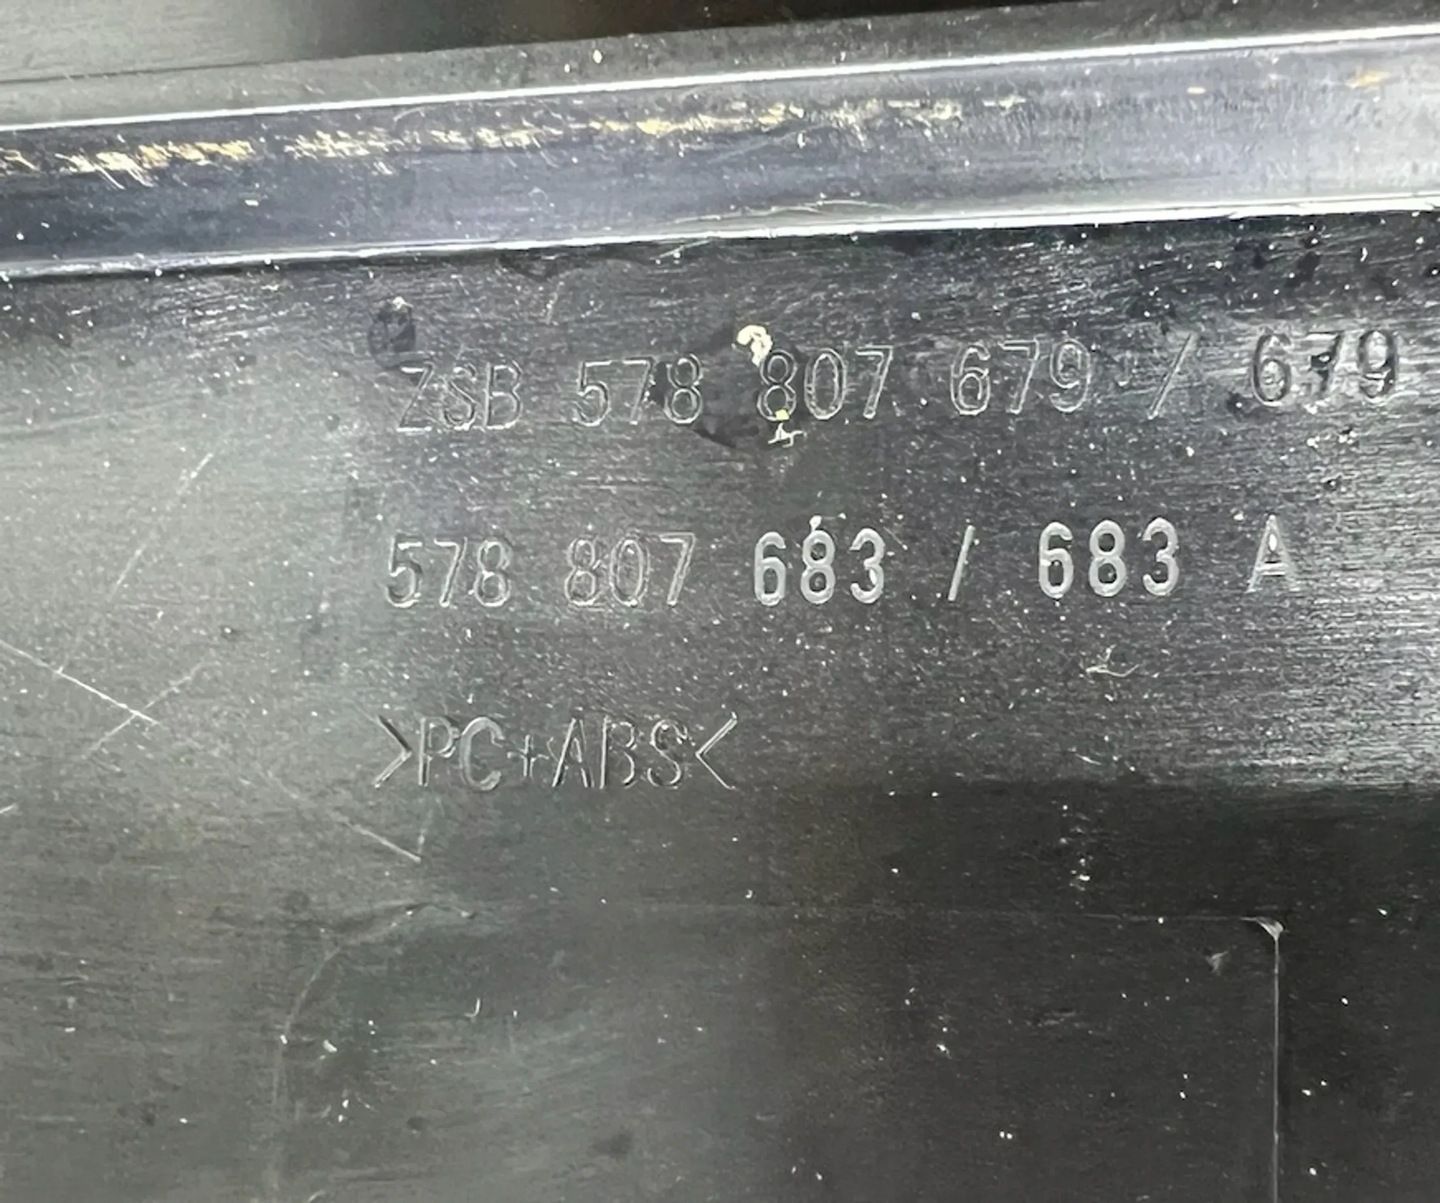 ZSB 578 807 679 / 679
578 807 683 / 683 A
>PC+ABS<